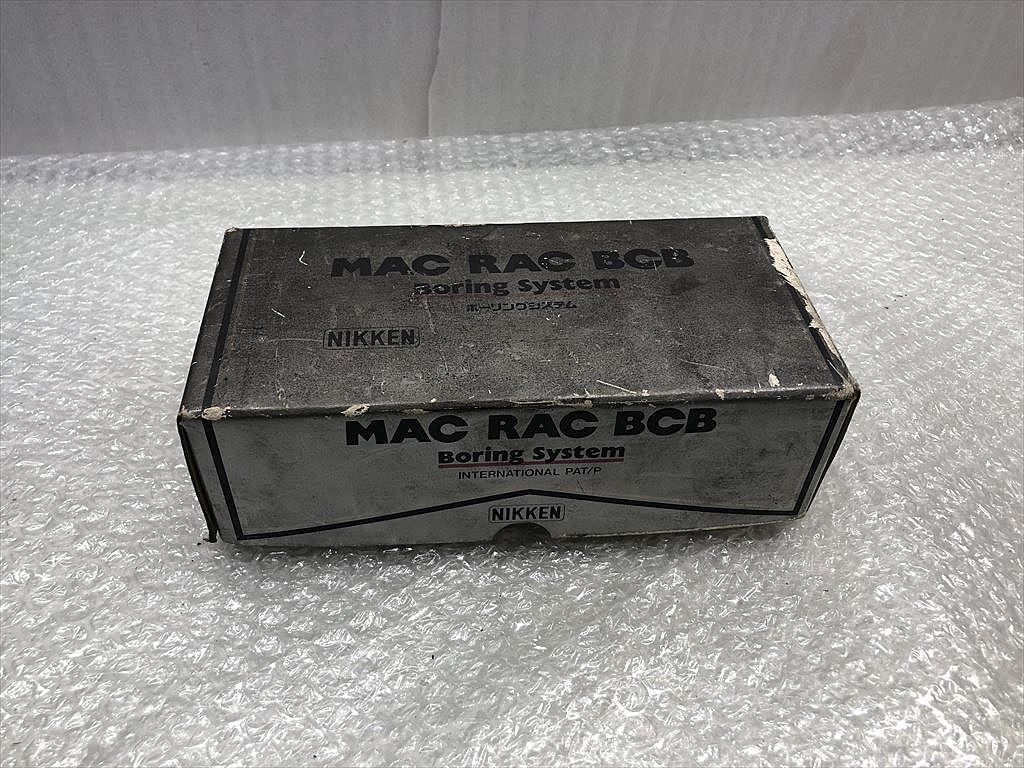 MAC RAC BCB
Boring System
ボーリングシステム
NIKKEN
MAC RAC BCB
Boring System
INTERNATIONAL PAT/P
NIKKEN